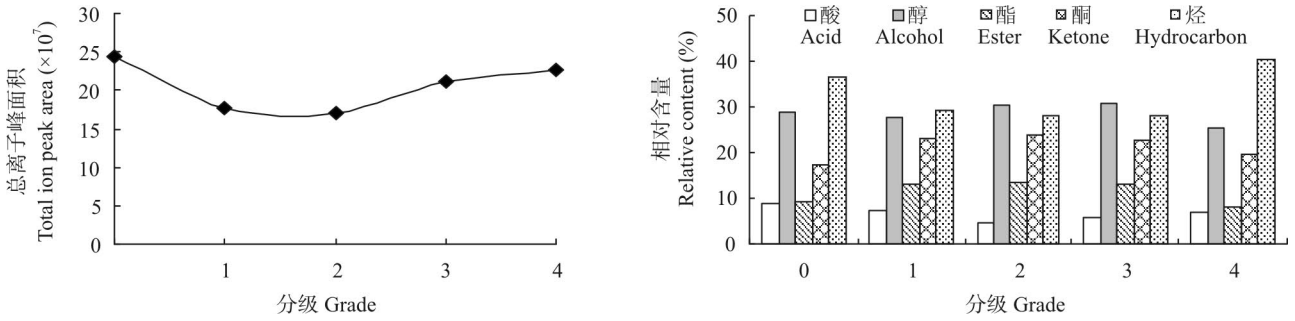 总离子峰面积
Total ion peak area (×10⁷)
30
25
20
15
10
5
0
1
2
3
4
分级 Grade
相对含量
Relative content (%)
50
40
30
20
10
0
酸
Acid
醇
Alcohol
酯
Ester
酮
Ketone
烃
Hydrocarbon
0
1
2
3
4
分级 Grade